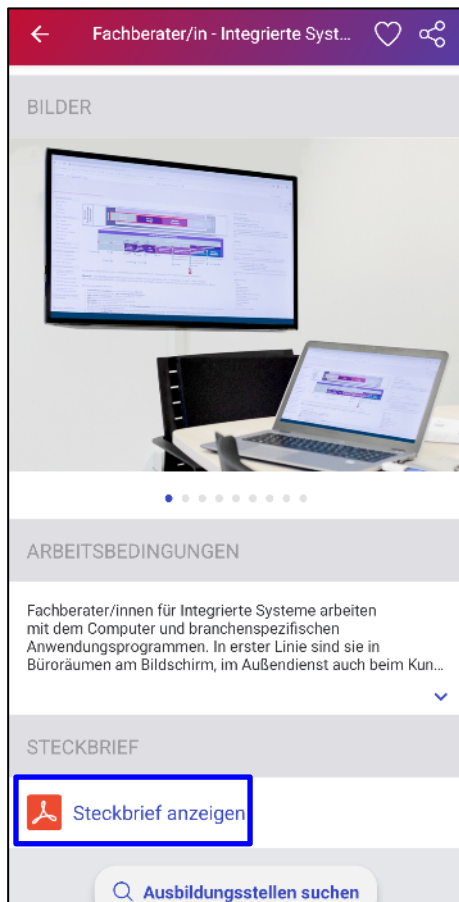 Fachberater/in - Integrierte Syst...
BILDER
ARBEITSBEDINGUNGEN
Fachberater/innen für Integrierte Systeme arbeiten
mit dem Computer und branchenspezifischen
Anwendungsprogrammen. In erster Linie sind sie in
Büroräumen am Bildschirm, im Außendienst auch beim Kun...
STECKBRIEF
Steckbrief anzeigen
Ausbildungsstellen suchen